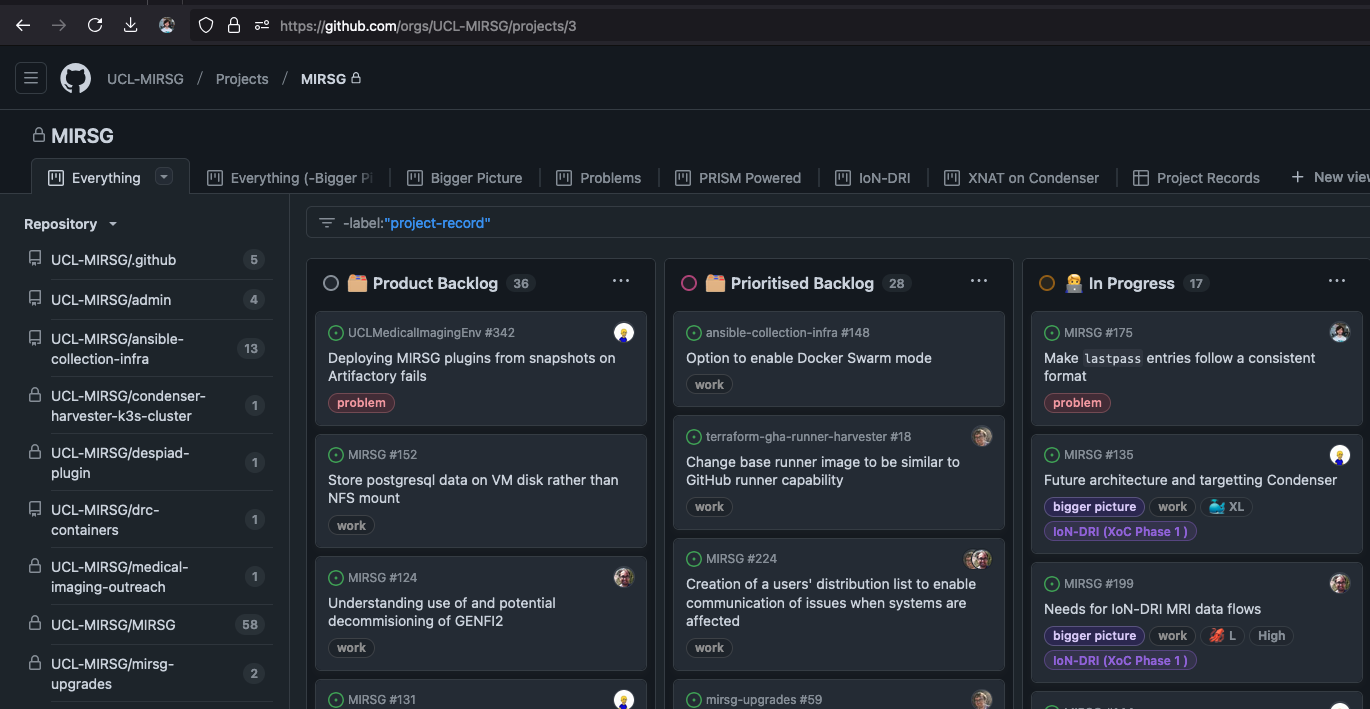 https://github.com/orgs/UCL-MIRSG/projects/3
UCL-MIRSG / Projects / MIRSG
MIRSG
Everything
Everything (-Bigger Pi
Bigger Picture
Problems
PRISM Powered
IoN-DRI
XNAT on Condenser
Project Records
+ New view
Repository
UCL-MIRSG/.github 5
UCL-MIRSG/admin 4
UCL-MIRSG/ansible-
collection-infra 13
UCL-MIRSG/condenser-
harvester-k3s-cluster 1
UCL-MIRSG/despiad-
plugin 1
UCL-MIRSG/drc-
containers 1
UCL-MIRSG/medical-
imaging-outreach 1
UCL-MIRSG/MIRSG 58
UCL-MIRSG/mirsg-
upgrades 2
-label:"project-record"
Product Backlog 36 ...
UCLMedicalImagingEnv #342
Deploying MIRSG plugins from snapshots on
Artifactory fails
problem
MIRSG #152
Store postgresql data on VM disk rather than
NFS mount
work
MIRSG #124
Understanding use of and potential
decommisioning of GENFI2
work
MIRSG #131
Prioritised Backlog 28 ...
ansible-collection-infra #148
Option to enable Docker Swarm mode
work
terraform-gha-runner-harvester #18
Change base runner image to be similar to
GitHub runner capability
work
MIRSG #224
Creation of a users' distribution list to enable
communication of issues when systems are
affected
work
mirsg-upgrades #59
In Progress 17 ...
MIRSG #175
Make lastpass entries follow a consistent
format
problem
MIRSG #135
Future architecture and targetting Condenser
bigger picture work 🐳 XL
IoN-DRI (XoC Phase 1 )
MIRSG #199
Needs for IoN-DRI MRI data flows
bigger picture work 🦑 L High
IoN-DRI (XoC Phase 1 )